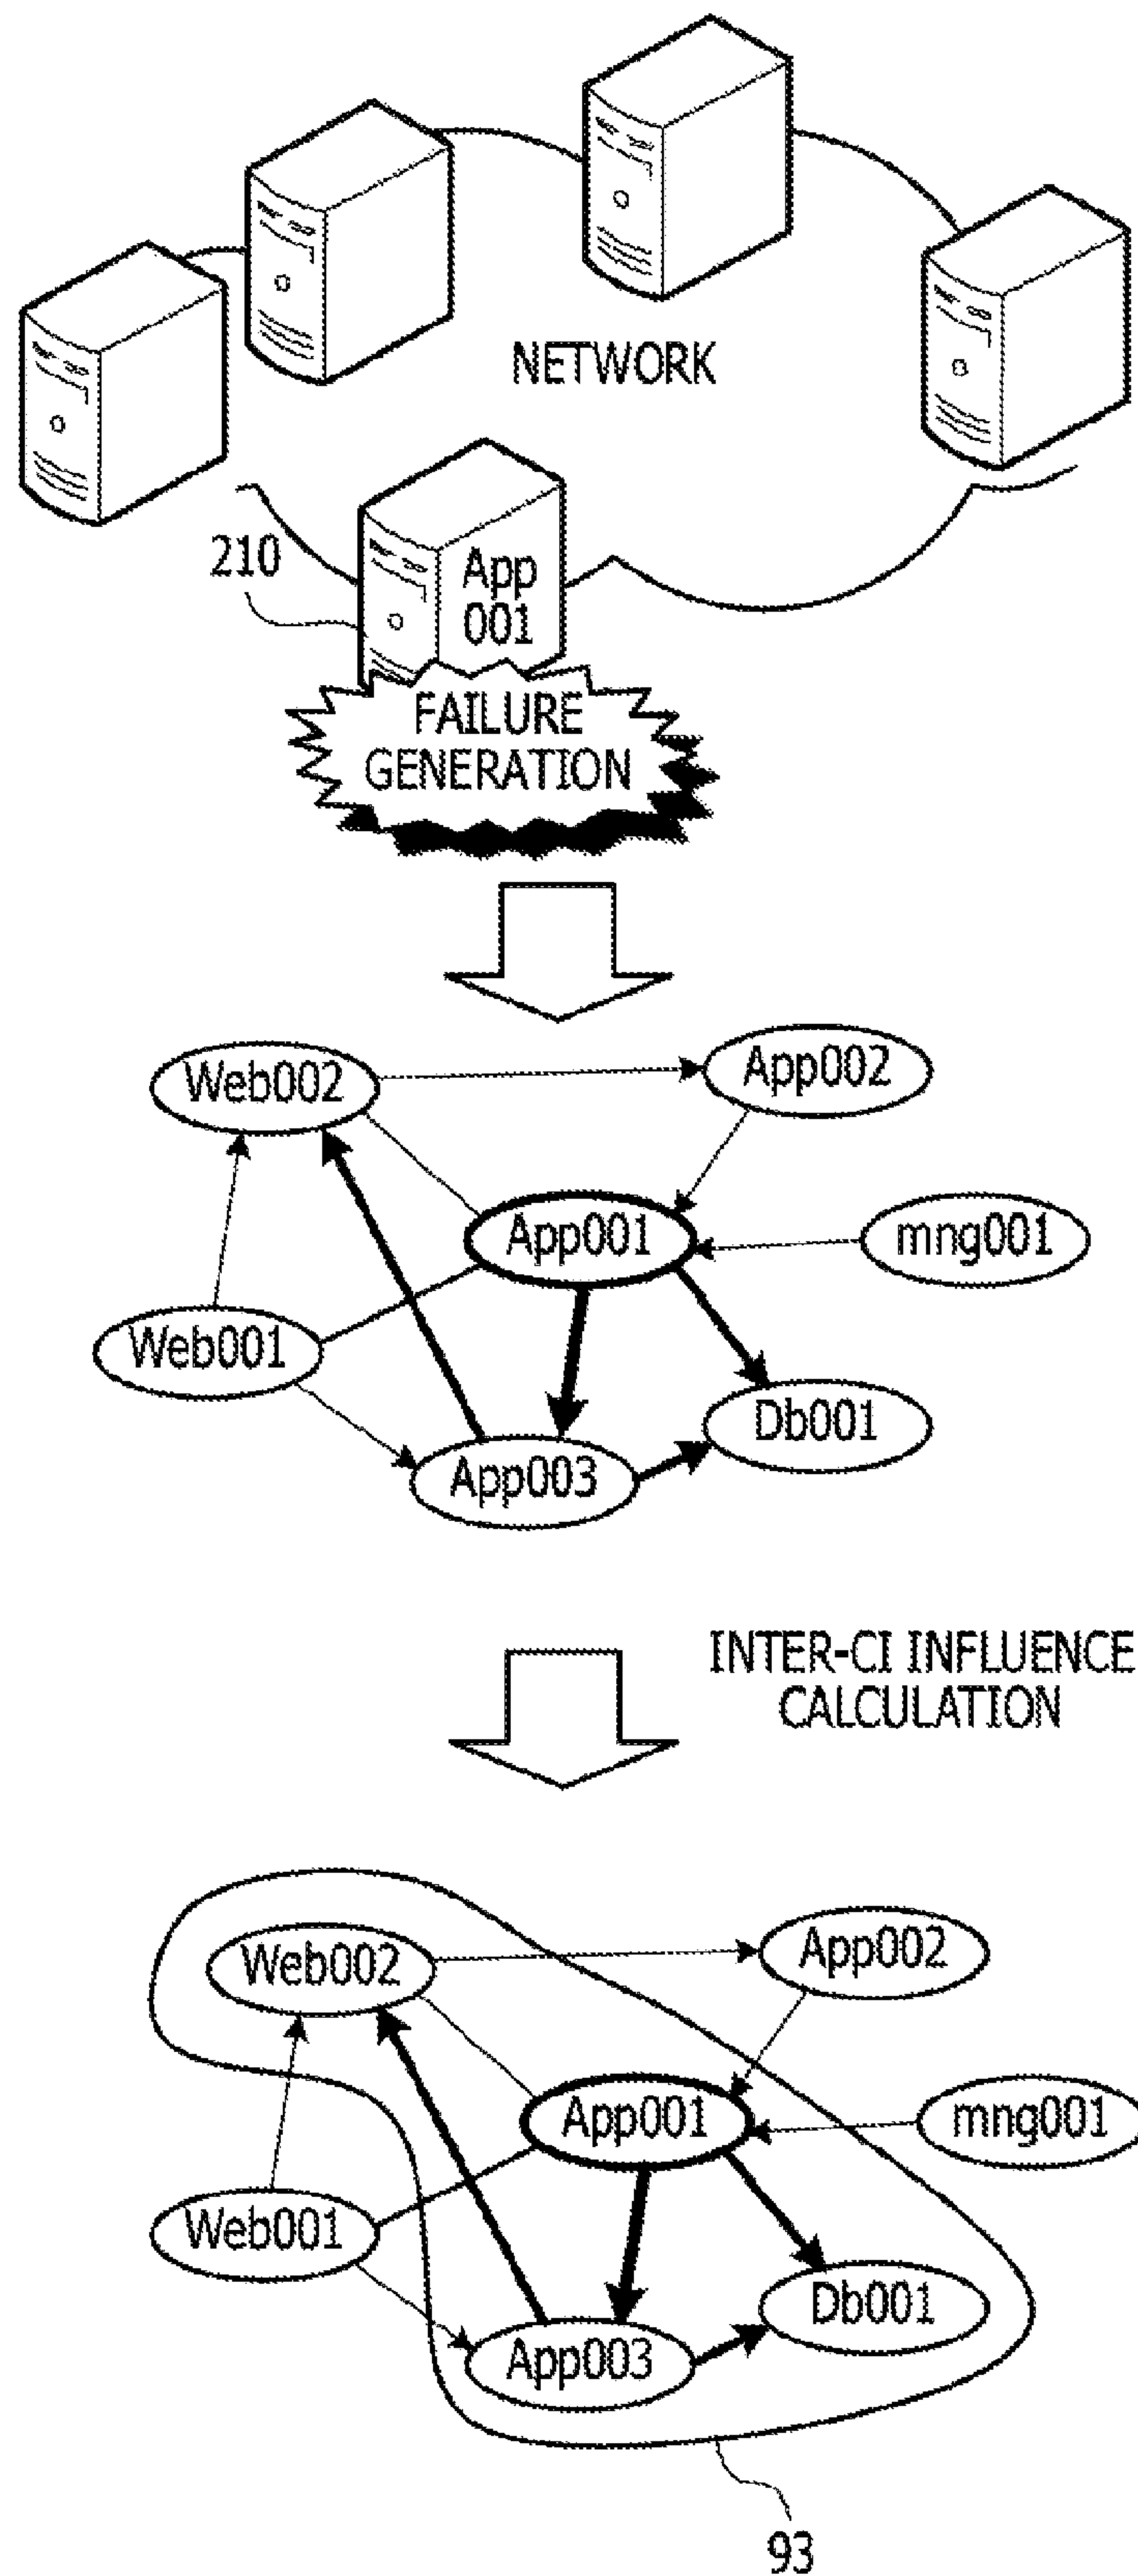 NETWORK
210
App
001
FAILURE
GENERATION
Web002
App002
App001
mng001
Web001
Db001
App003
INTER-CI INFLUENCE
CALCULATION
Web002
App002
App001
mng001
Web001
Db001
App003
93